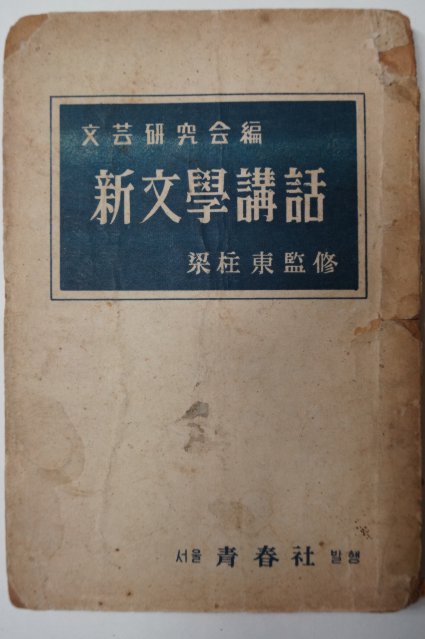 文芸研究会編
新文學講話
梁柱東監修
서울 青春社 발행